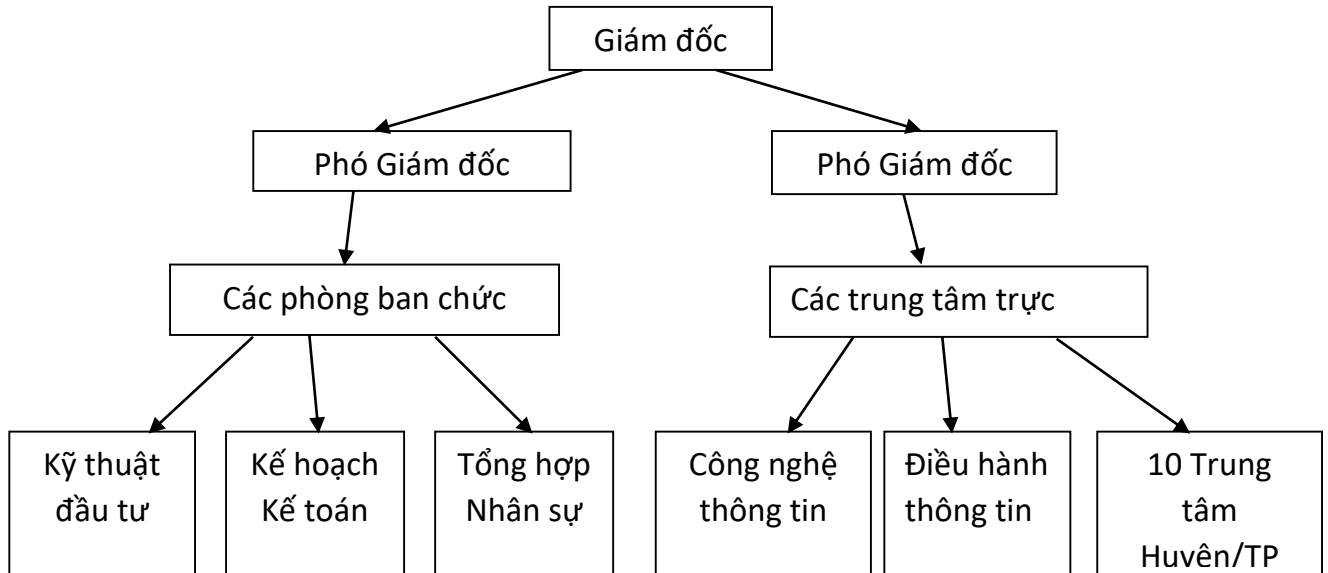 Giám đốc
Phó Giám đốc
Phó Giám đốc
Các phòng ban chức
Các trung tâm trực
Kỹ thuật
đầu tư
Kế hoạch
Kế toán
Tổng hợp
Nhân sự
Công nghệ
thông tin
Điều hành
thông tin
10 Trung
tâm
Huyện/TP